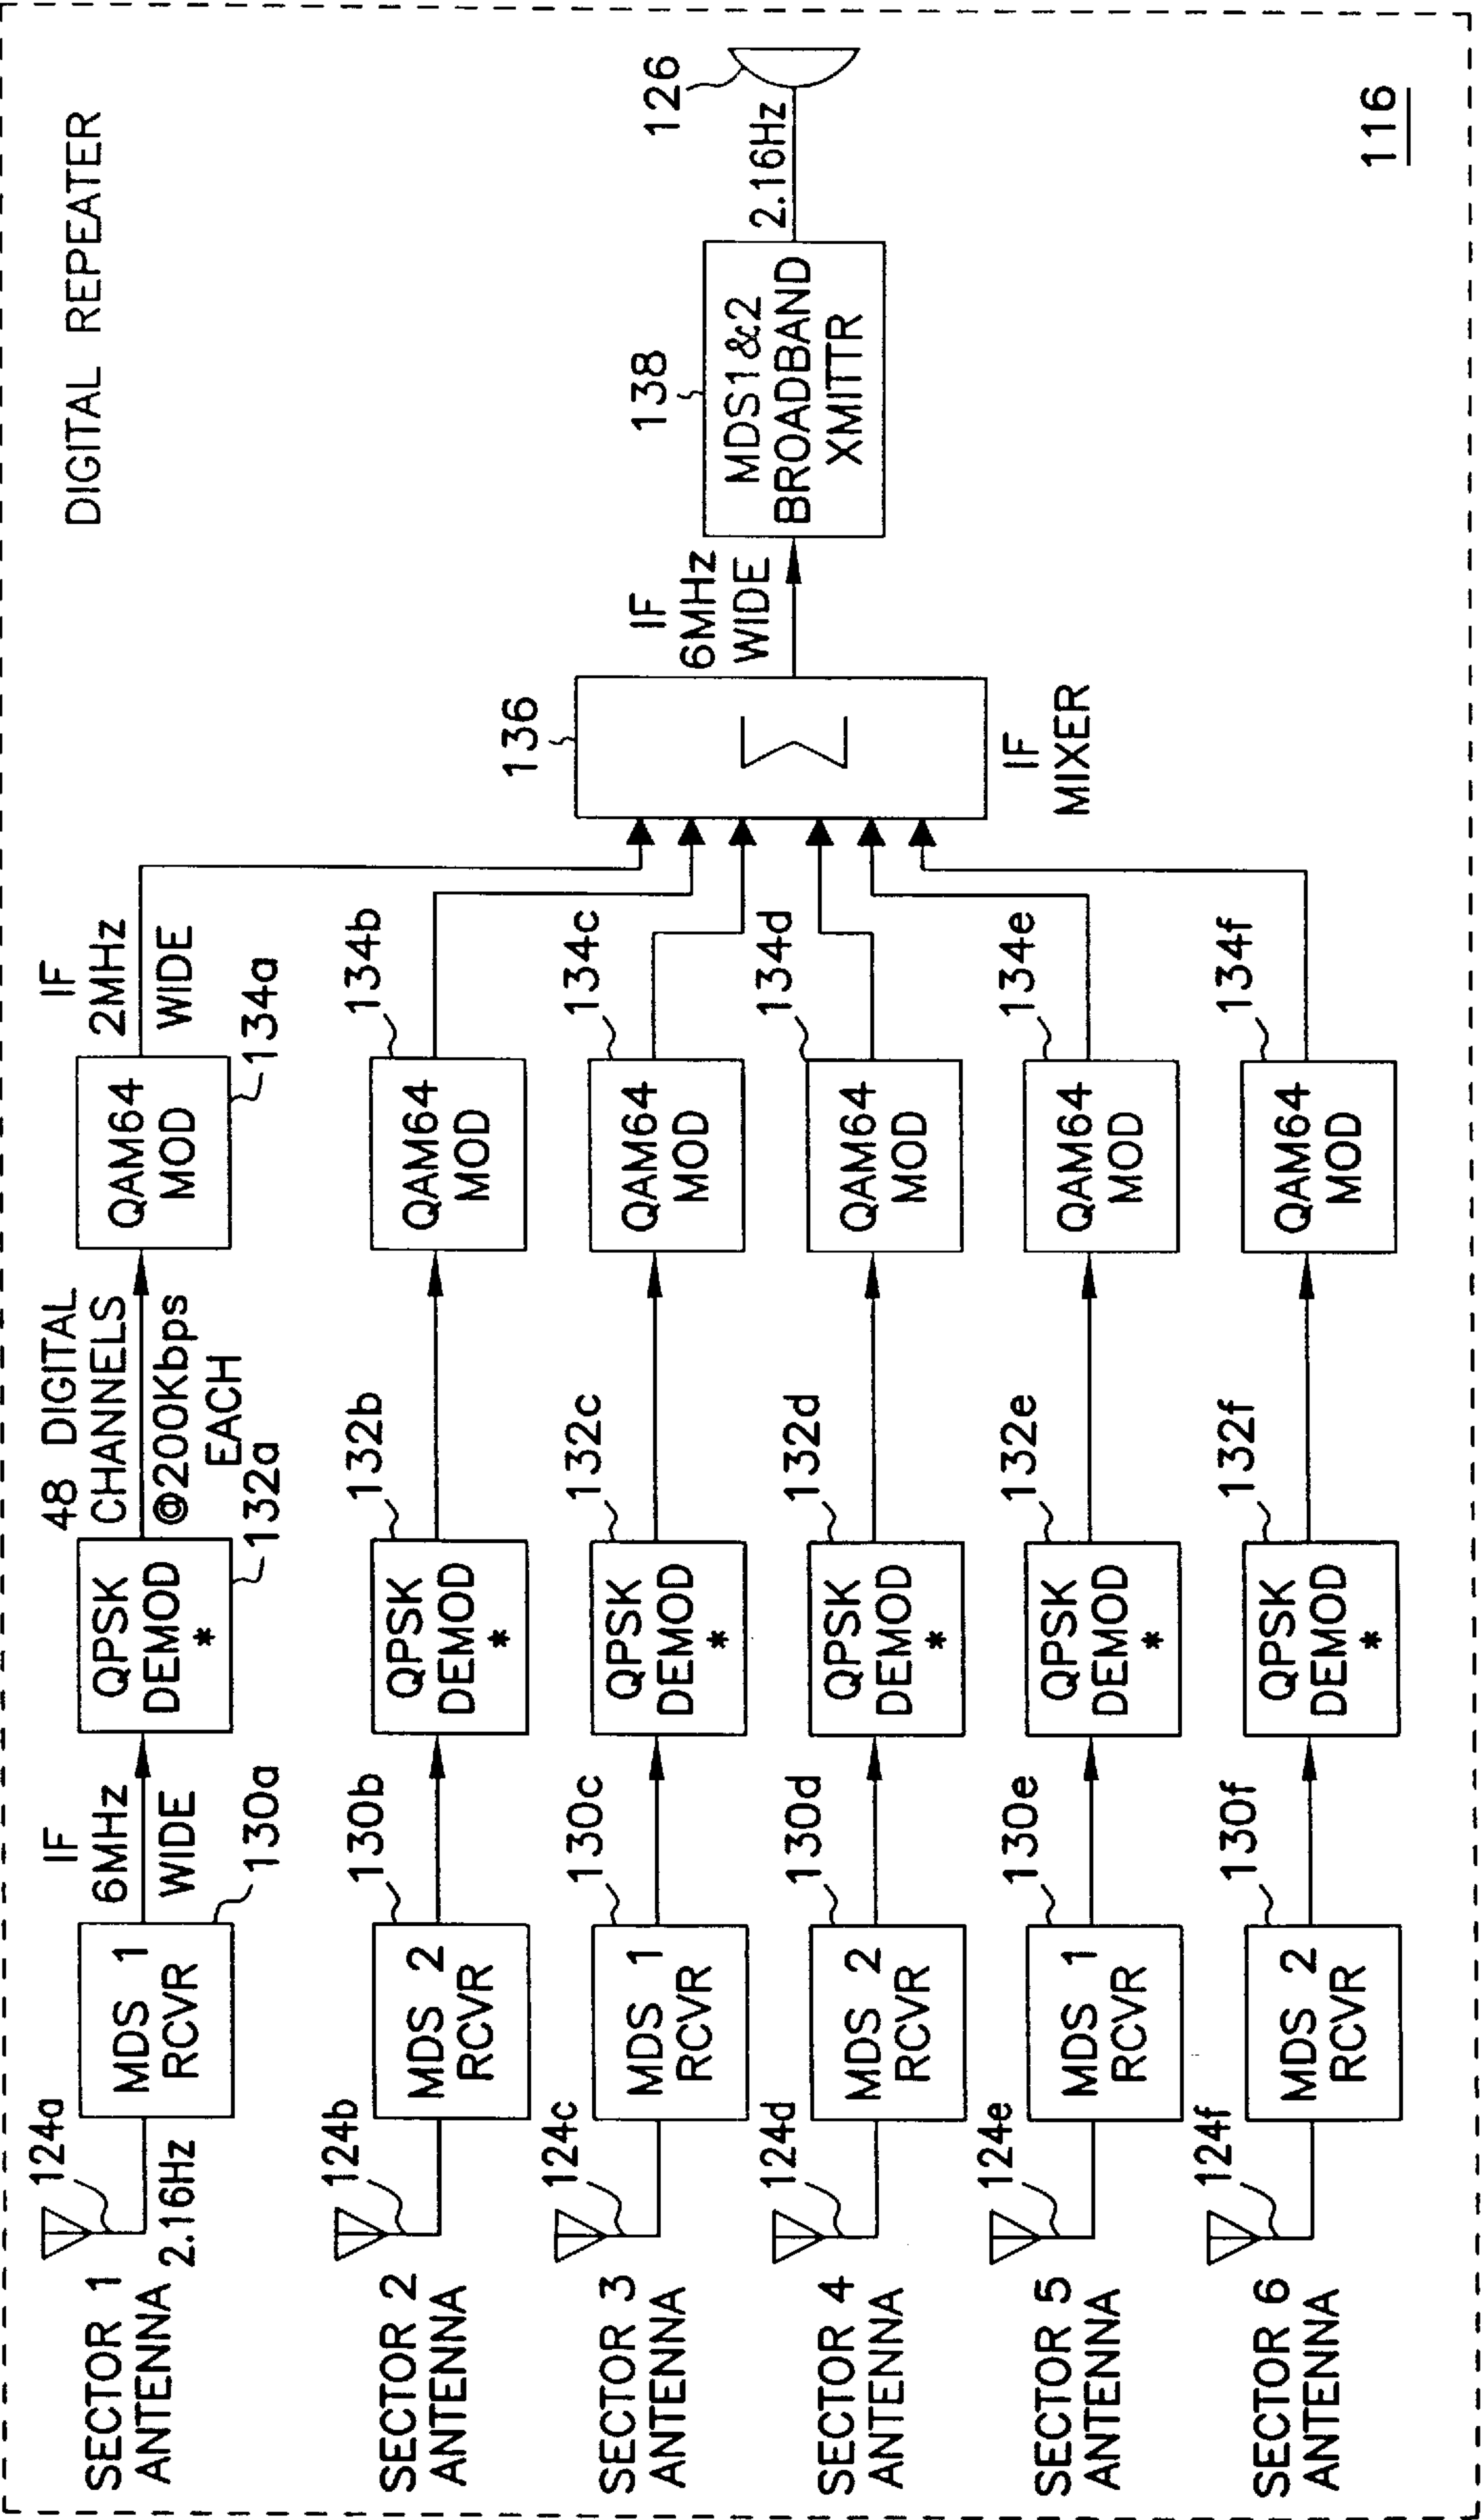 DIGITAL REPEATER
SECTOR 1
ANTENNA
124a
2.16Hz
MDS 1
RCVR
130a
IF
6MHz
WIDE
QPSK
DEMOD
*
132a
48 DIGITAL
CHANNELS
@200Kbps
EACH
QAM64
MOD
134a
IF
2MHz
WIDE
SECTOR 2
ANTENNA
124b
MDS 2
RCVR
130b
QPSK
DEMOD
*
132b
QAM64
MOD
134b
SECTOR 3
ANTENNA
124c
MDS 1
RCVR
130c
QPSK
DEMOD
*
132c
QAM64
MOD
134c
SECTOR 4
ANTENNA
124d
MDS 2
RCVR
130d
QPSK
DEMOD
*
132d
QAM64
MOD
134d
SECTOR 5
ANTENNA
124e
MDS 1
RCVR
130e
QPSK
DEMOD
*
132e
QAM64
MOD
134e
SECTOR 6
ANTENNA
124f
MDS 2
RCVR
130f
QPSK
DEMOD
*
132f
QAM64
MOD
134f
136
Σ
IF
MIXER
IF
6MHz
WIDE
138
MDS1&2
BROADBAND
XMITTR
2.16Hz
126
116